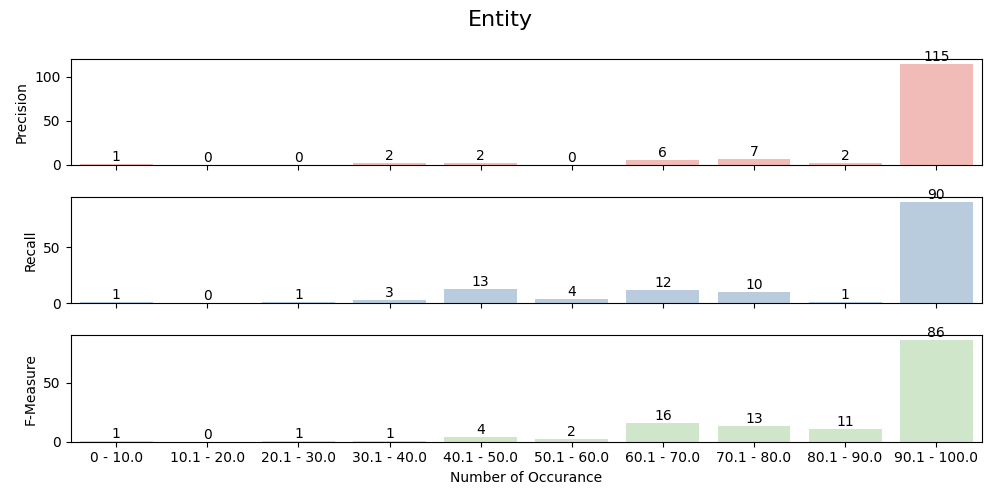 Entity
Precision
100
50
0
1 0 0 2 2 0 6 7 2 115
Recall
50
0
1 0 1 3 13 4 12 10 1 90
F-Measure
50
0
1 0 1 1 4 2 16 13 11 86
0 - 10.0 10.1 - 20.0 20.1 - 30.0 30.1 - 40.0 40.1 - 50.0 50.1 - 60.0 60.1 - 70.0 70.1 - 80.0 80.1 - 90.0 90.1 - 100.0
Number of Occurance